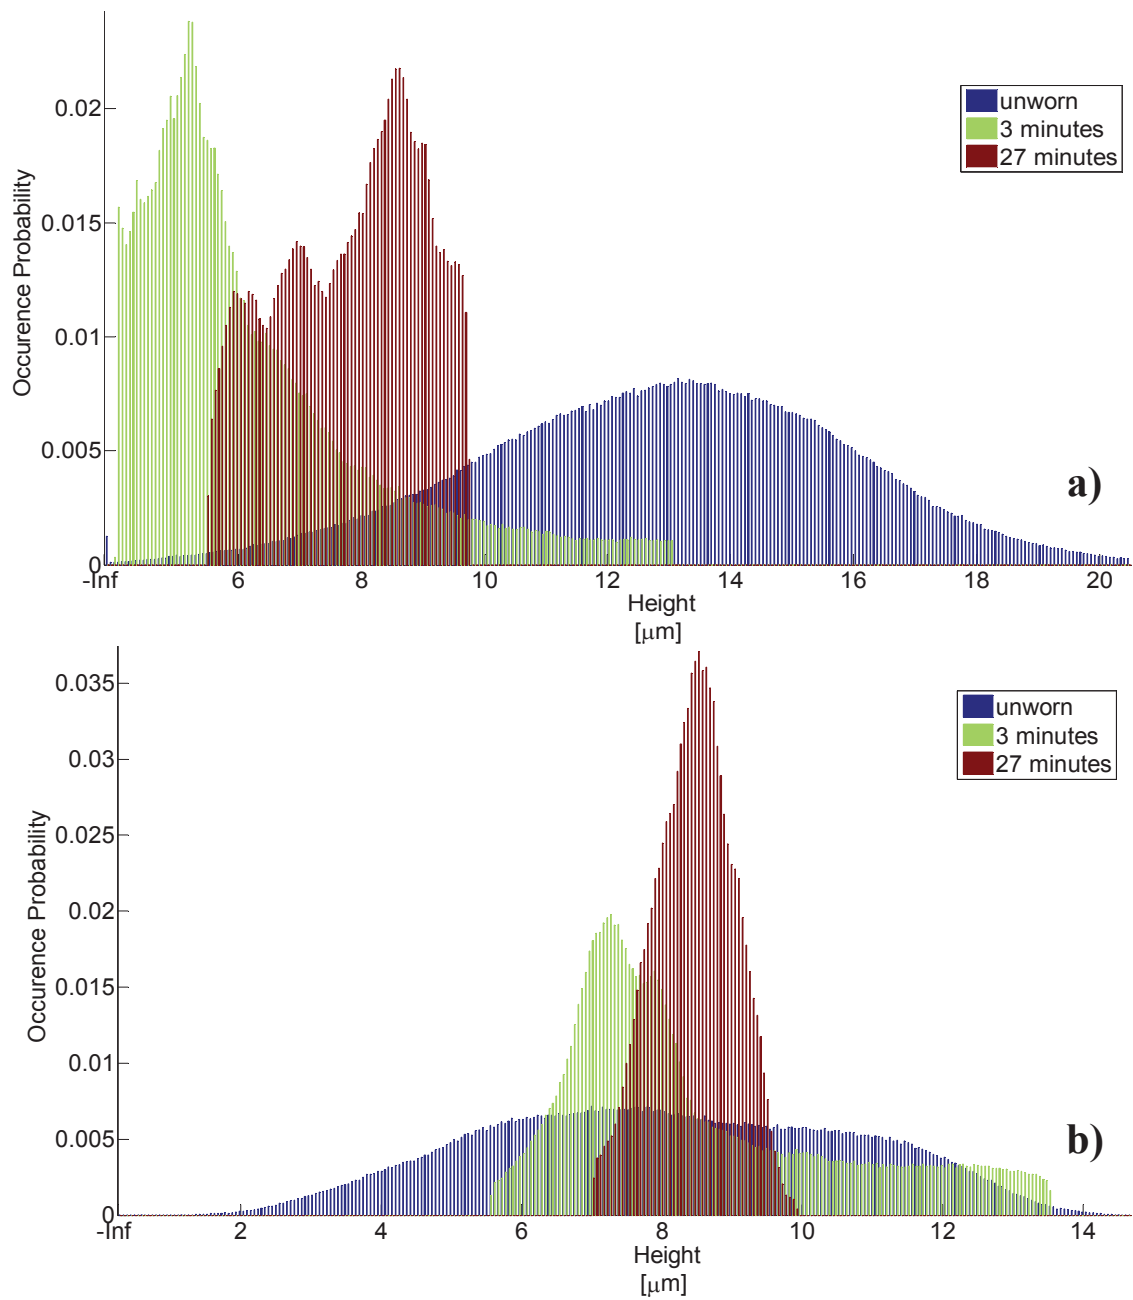 0.02
0.015
0.01
0.005
0
Occurence Probability
unworn
3 minutes
27 minutes
a)
-Inf
6
8
10
12
14
16
18
20
Height
[μm]
0.035
0.03
0.025
0.02
0.015
0.01
0.005
0
Occurence Probability
unworn
3 minutes
27 minutes
b)
-Inf
2
4
6
8
10
12
14
Height
[μm]